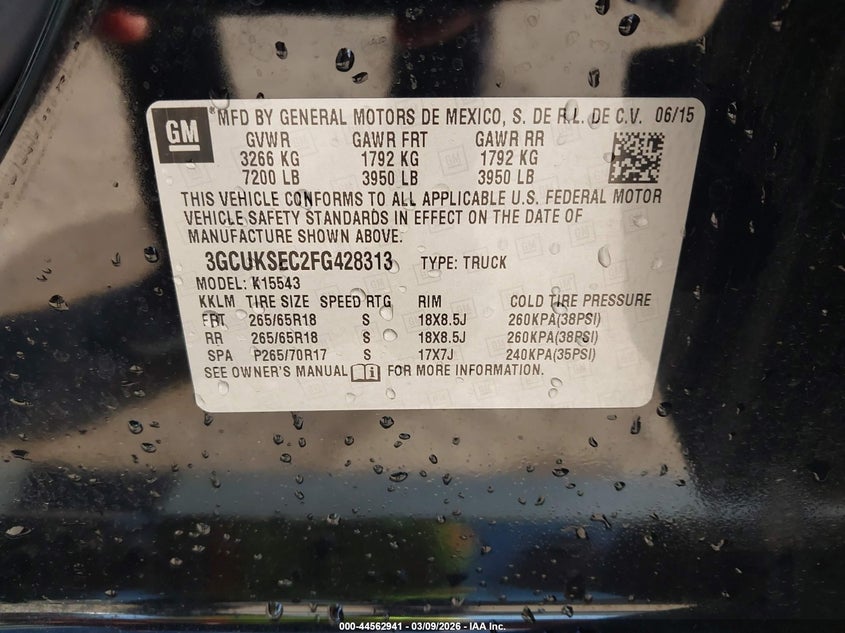 GM
MFD BY GENERAL MOTORS DE MEXICO, S. DE R.L. DE C.V. 06/15
GVWR GAWR FRT GAWR RR
3266 KG 1792 KG 1792 KG
7200 LB 3950 LB 3950 LB
THIS VEHICLE CONFORMS TO ALL APPLICABLE U.S. FEDERAL MOTOR
VEHICLE SAFETY STANDARDS IN EFFECT ON THE DATE OF
MANUFACTURE SHOWN ABOVE.
3GCUKSEC2FG428313 TYPE: TRUCK
MODEL: K15543
KKLM TIRE SIZE SPEED RTG RIM COLD TIRE PRESSURE
FRT 265/65R18 S 18X8.5J 260KPA(38PSI)
RR 265/65R18 S 18X8.5J 260KPA(38PSI)
SPA P265/70R17 S 17X7J 240KPA(35PSI)
SEE OWNER'S MANUAL i FOR MORE INFORMATION.
000-44562941 - 03/09/2026 - IAA Inc.